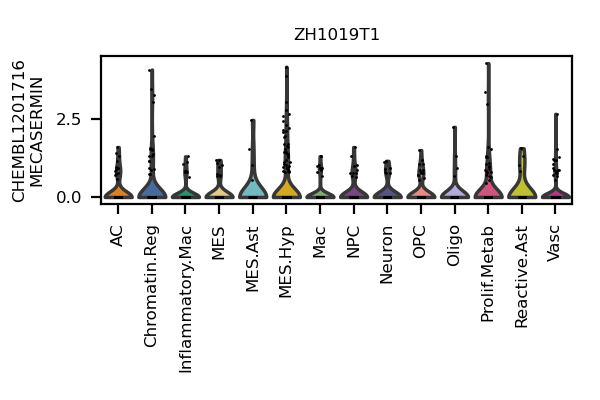 ZH1019T1
CHEMBL1201716
MECASERMIN
2.5
0.0
AC
Chromatin.Reg
Inflammatory.Mac
MES
MES.Ast
MES.Hyp
Mac
NPC
Neuron
OPC
Oligo
Prolif.Metab
Reactive.Ast
Vasc